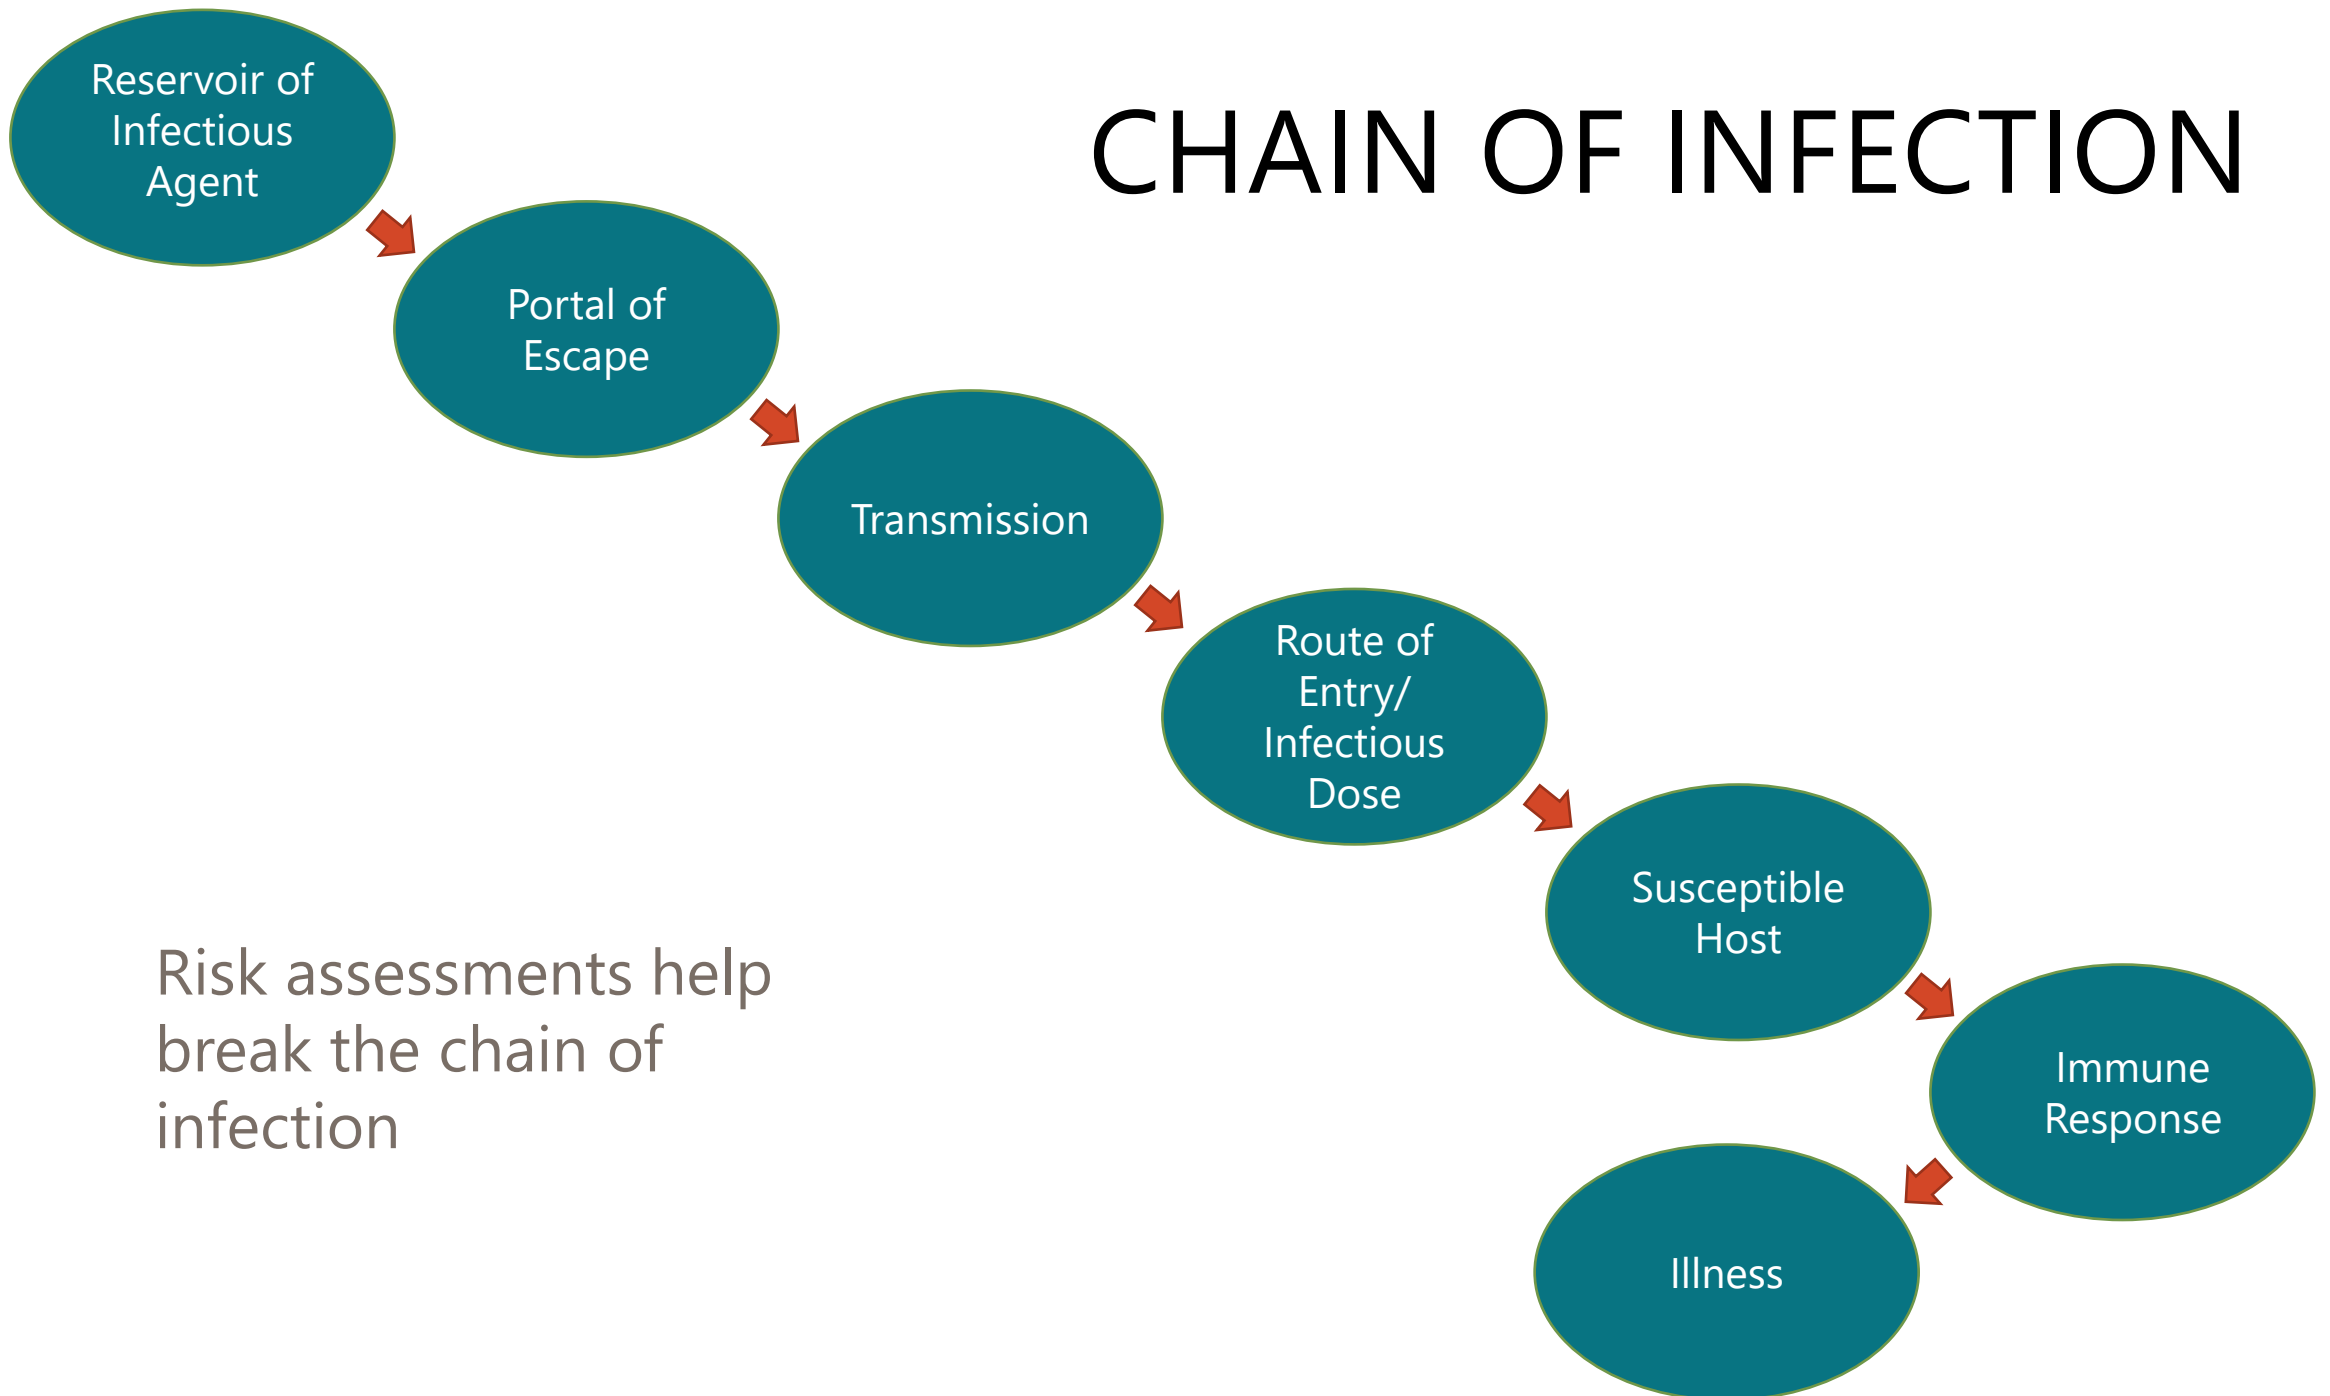 CHAIN OF INFECTION
Reservoir of
Infectious
Agent
Portal of
Escape
Transmission
Route of
Entry/
Infectious
Dose
Susceptible
Host
Immune
Response
Illness
Risk assessments help
break the chain of
infection